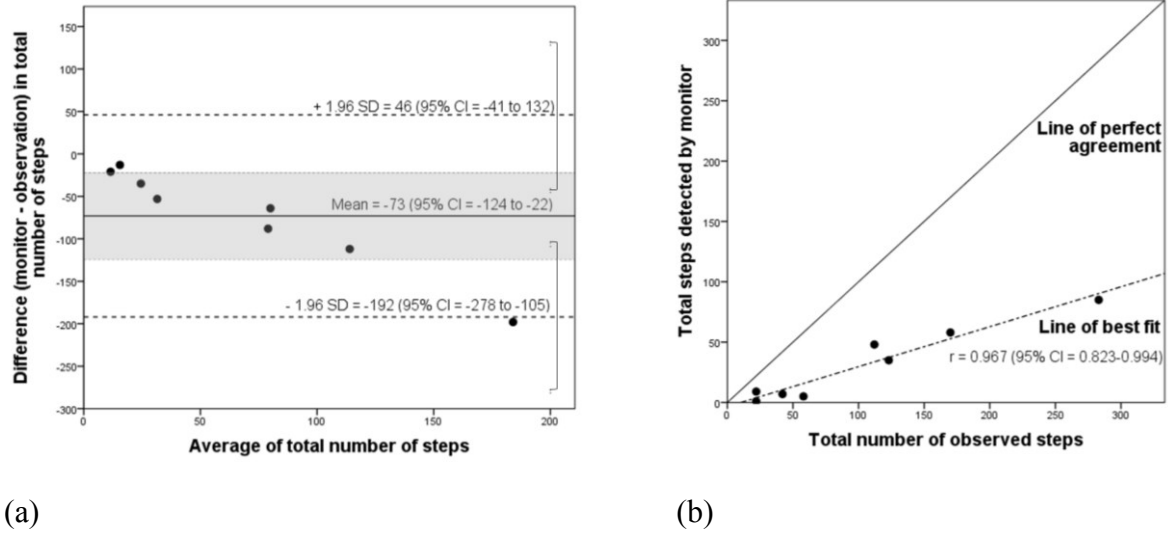 Difference (monitor - observation) in total
number of steps
150
100
50
0
-50
-100
-150
-200
-250
-300
+ 1.96 SD = 46 (95% CI = -41 to 132)
Mean = -73 (95% CI = -124 to -22)
- 1.96 SD = -192 (95% CI = -278 to -105)
0
50
100
150
200
Average of total number of steps
(a)
Total steps detected by monitor
300
250
200
150
100
50
0
Line of perfect
agreement
Line of best fit
r = 0.967 (95% CI = 0.823-0.994)
0
50
100
150
200
250
300
Total number of observed steps
(b)